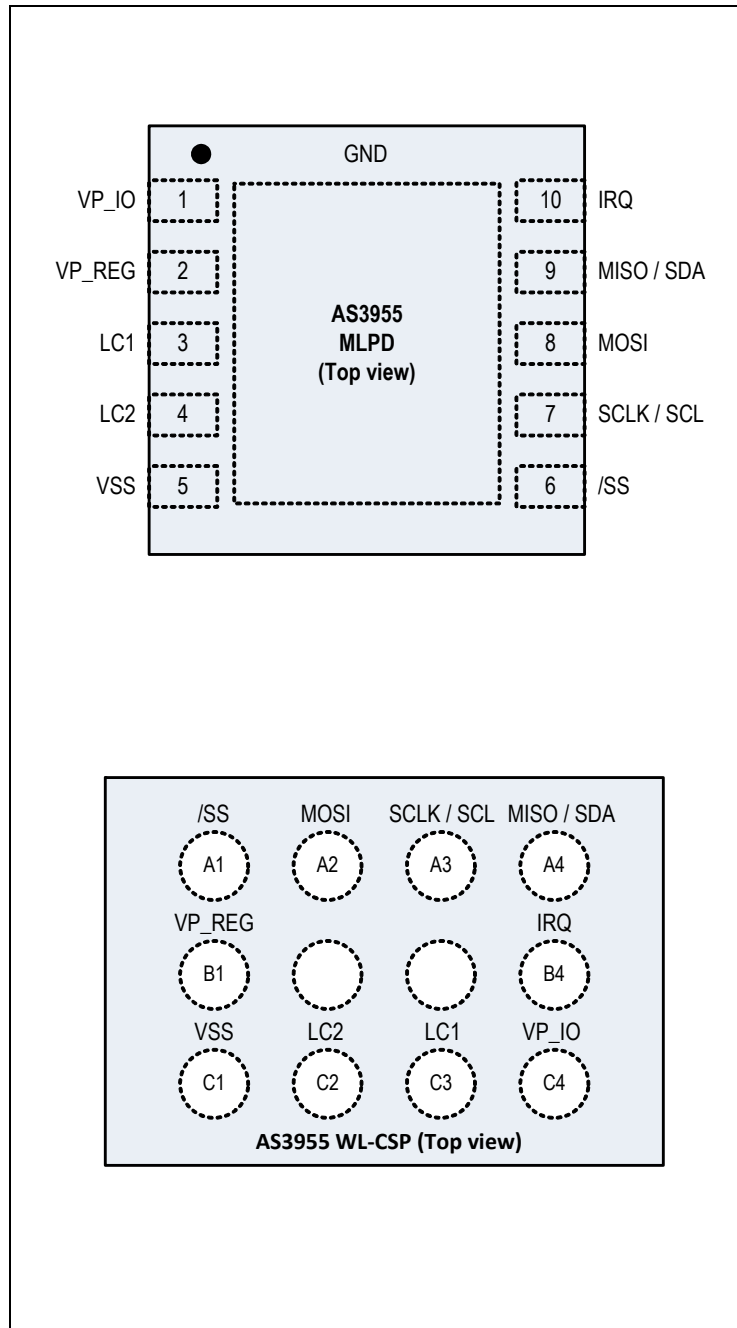 GND
VP_IO 1 10 IRQ
VP_REG 2 9 MISO / SDA
AS3955
MLPD
(Top view)
LC1 3 8 MOSI
LC2 4 7 SCLK / SCL
VSS 5 6 /SS
/SS MOSI SCLK / SCL MISO / SDA
A1 A2 A3 A4
VP_REG IRQ
B1 B4
VSS LC2 LC1 VP_IO
C1 C2 C3 C4
AS3955 WL-CSP (Top view)